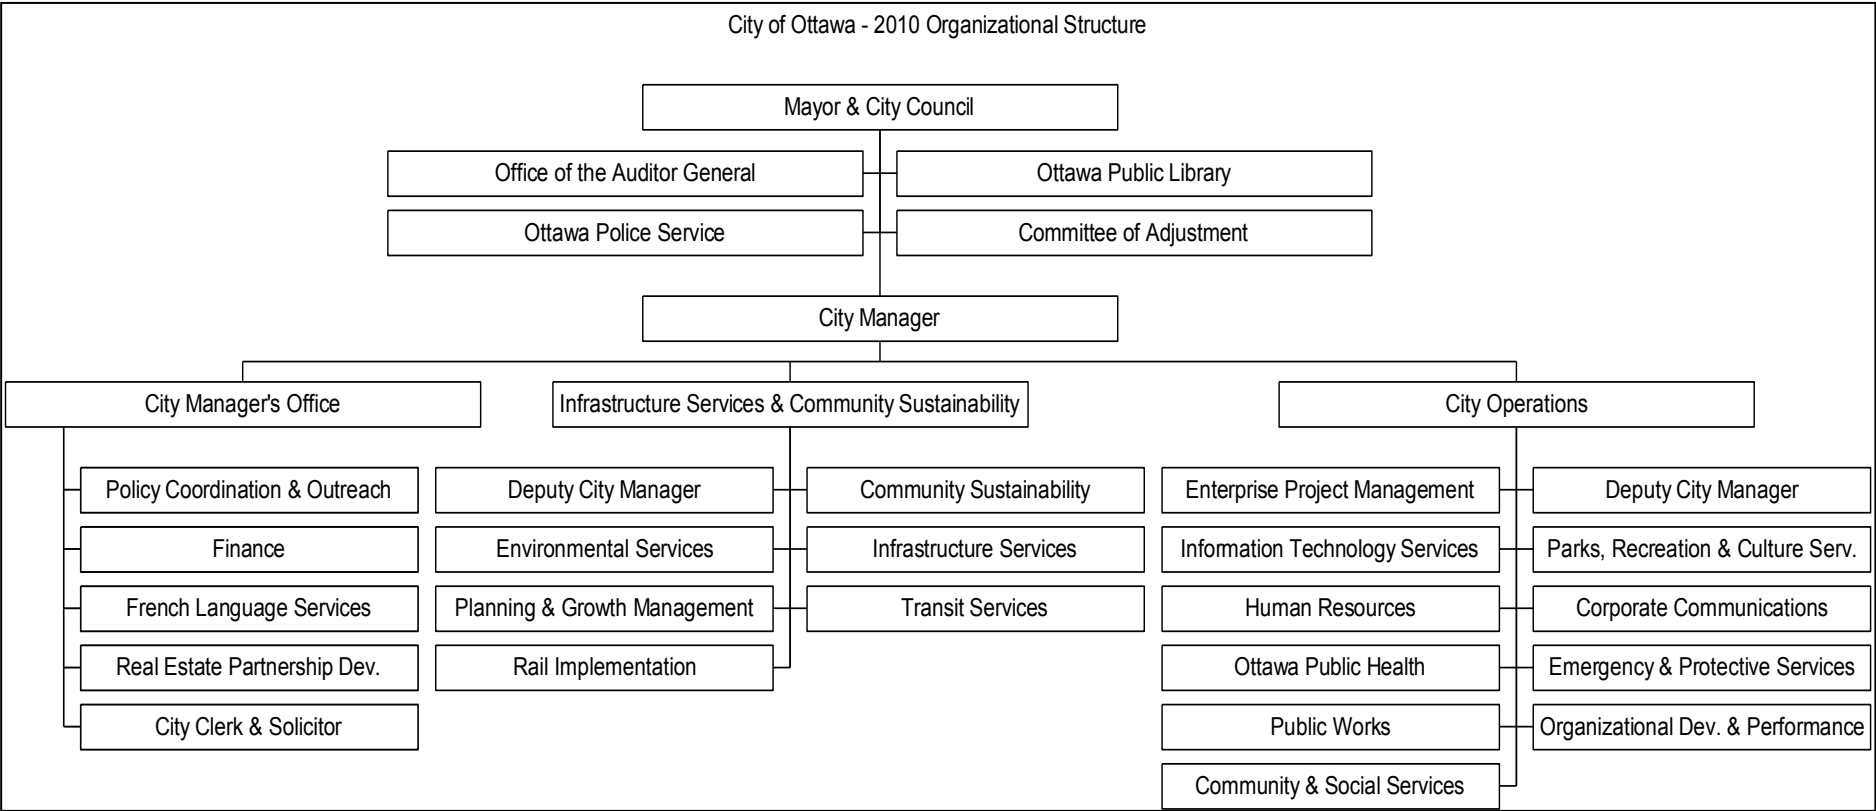 City of Ottawa - 2010 Organizational Structure
Mayor & City Council
Office of the Auditor General
Ottawa Public Library
Ottawa Police Service
Committee of Adjustment
City Manager
City Manager's Office
Infrastructure Services & Community Sustainability
City Operations
Policy Coordination & Outreach
Deputy City Manager
Community Sustainability
Enterprise Project Management
Deputy City Manager
Finance
Environmental Services
Infrastructure Services
Information Technology Services
Parks, Recreation & Culture Serv.
French Language Services
Planning & Growth Management
Transit Services
Human Resources
Corporate Communications
Real Estate Partnership Dev.
Rail Implementation
Ottawa Public Health
Emergency & Protective Services
City Clerk & Solicitor
Public Works
Organizational Dev. & Performance
Community & Social Services